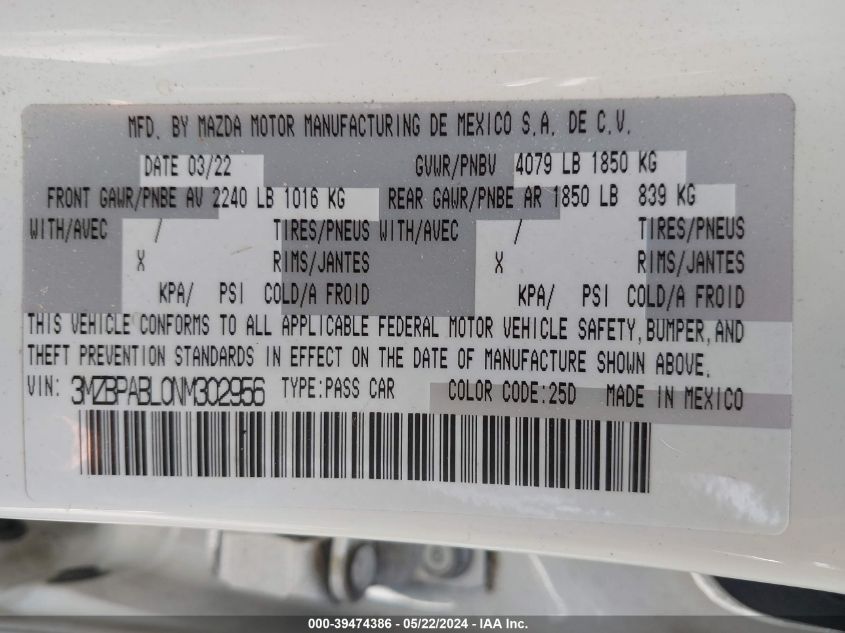 MFD. BY MAZDA MOTOR MANUFACTURING DE MEXICO S.A. DE C.V.
DATE 03/22 GVWR/PNBV 4079 LB 1850 KG
FRONT GAWR/PNBE AV 2240 LB 1016 KG REAR GAWR/PNBE AR 1850 LB 839 KG
WITH/AVEC / TIRES/PNEUS WITH/AVEC / TIRES/PNEUS
X RIMS/JANTES X RIMS/JANTES
KPA/ PSI COLD/A FROID KPA/ PSI COLD/A FROID
THIS VEHICLE CONFORMS TO ALL APPLICABLE FEDERAL MOTOR VEHICLE SAFETY, BUMPER, AND
THEFT PREVENTION STANDARDS IN EFFECT ON THE DATE OF MANUFACTURE SHOWN ABOVE.
VIN: 3MZBPABL0NM302956 TYPE:PASS CAR COLOR CODE:25D MADE IN MEXICO
000-39474386 - 05/22/2024 - IAA, Inc.